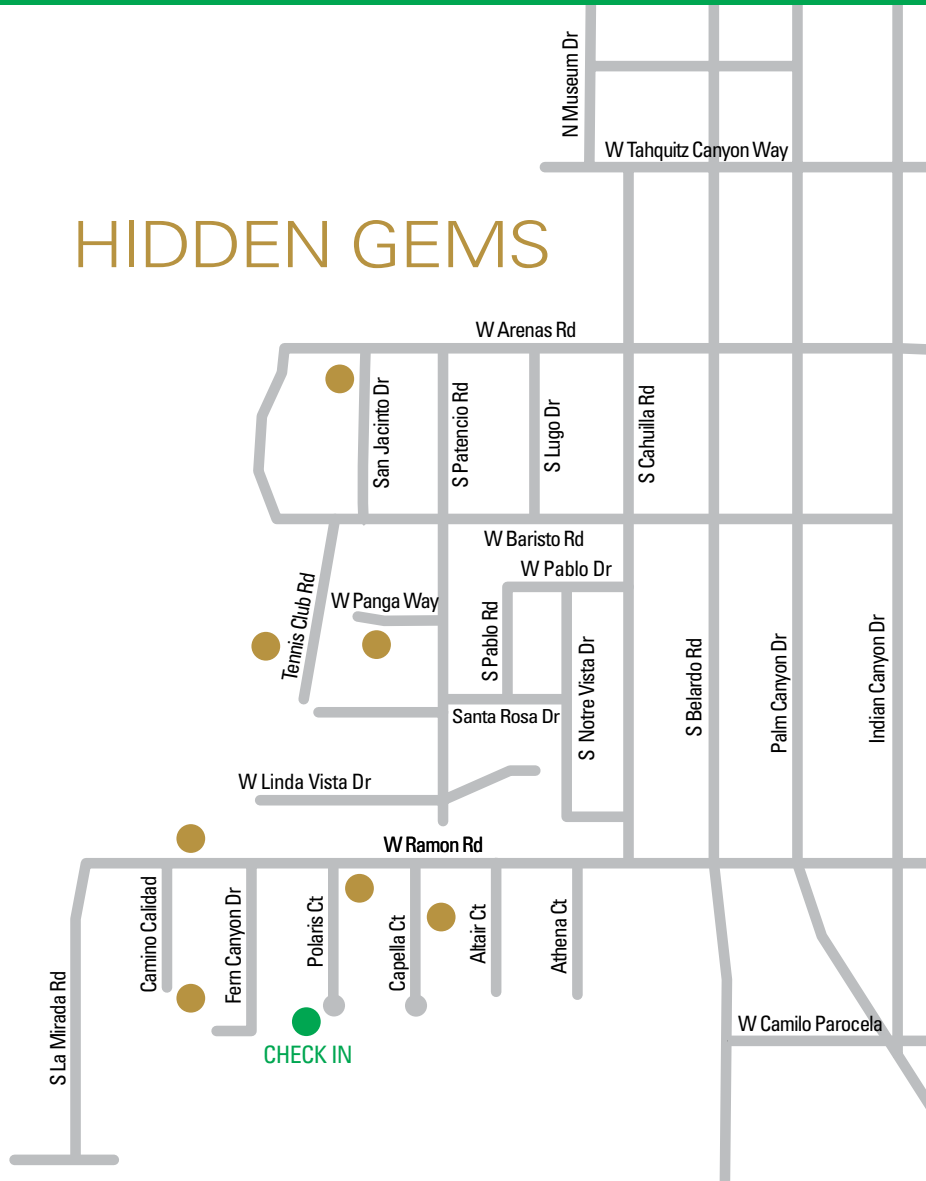 N Museum Dr
W Tahquitz Canyon Way
HIDDEN GEMS
W Arenas Rd
San Jacinto Dr
S Patencio Rd
S Lugo Dr
S Cahuilla Rd
W Baristo Rd
W Pablo Dr
Tennis Club Rd
W Panga Way
S Pablo Rd
S Notre Vista Dr
S Belardo Rd
Palm Canyon Dr
Indian Canyon Dr
Santa Rosa Dr
W Linda Vista Dr
W Ramon Rd
Camino Calidad
Fern Canyon Dr
Polaris Ct
Capella Ct
Altair Ct
Athena Ct
S La Mirada Rd
W Camilo Parocela
CHECK IN